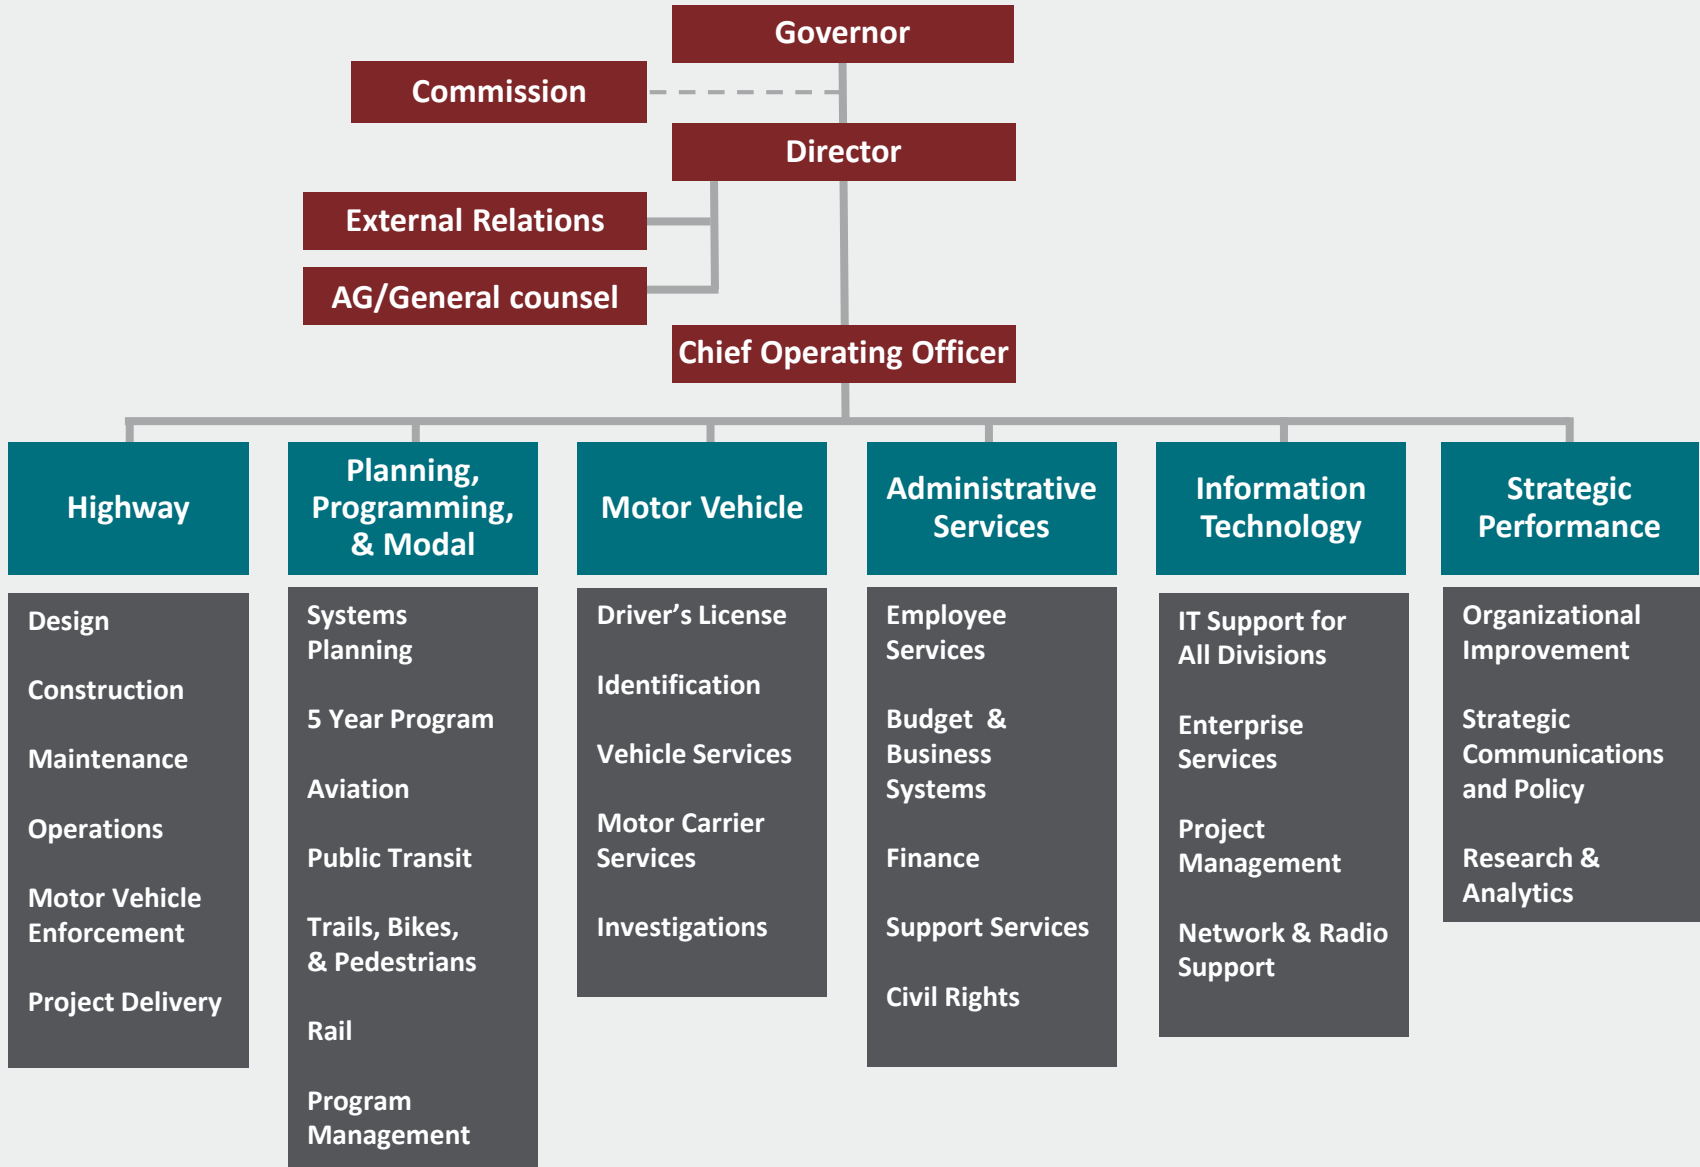 Governor
Commission
Director
External Relations
AG/General counsel
Chief Operating Officer
Highway
Design
Construction
Maintenance
Operations
Motor Vehicle
Enforcement
Project Delivery
Planning,
Programming,
& Modal
Systems
Planning
5 Year Program
Aviation
Public Transit
Trails, Bikes,
& Pedestrians
Rail
Program
Management
Motor Vehicle
Driver’s License
Identification
Vehicle Services
Motor Carrier
Services
Investigations
Administrative
Services
Employee
Services
Budget &
Business
Systems
Finance
Support Services
Civil Rights
Information
Technology
IT Support for
All Divisions
Enterprise
Services
Project
Management
Network & Radio
Support
Strategic
Performance
Organizational
Improvement
Strategic
Communications
and Policy
Research &
Analytics